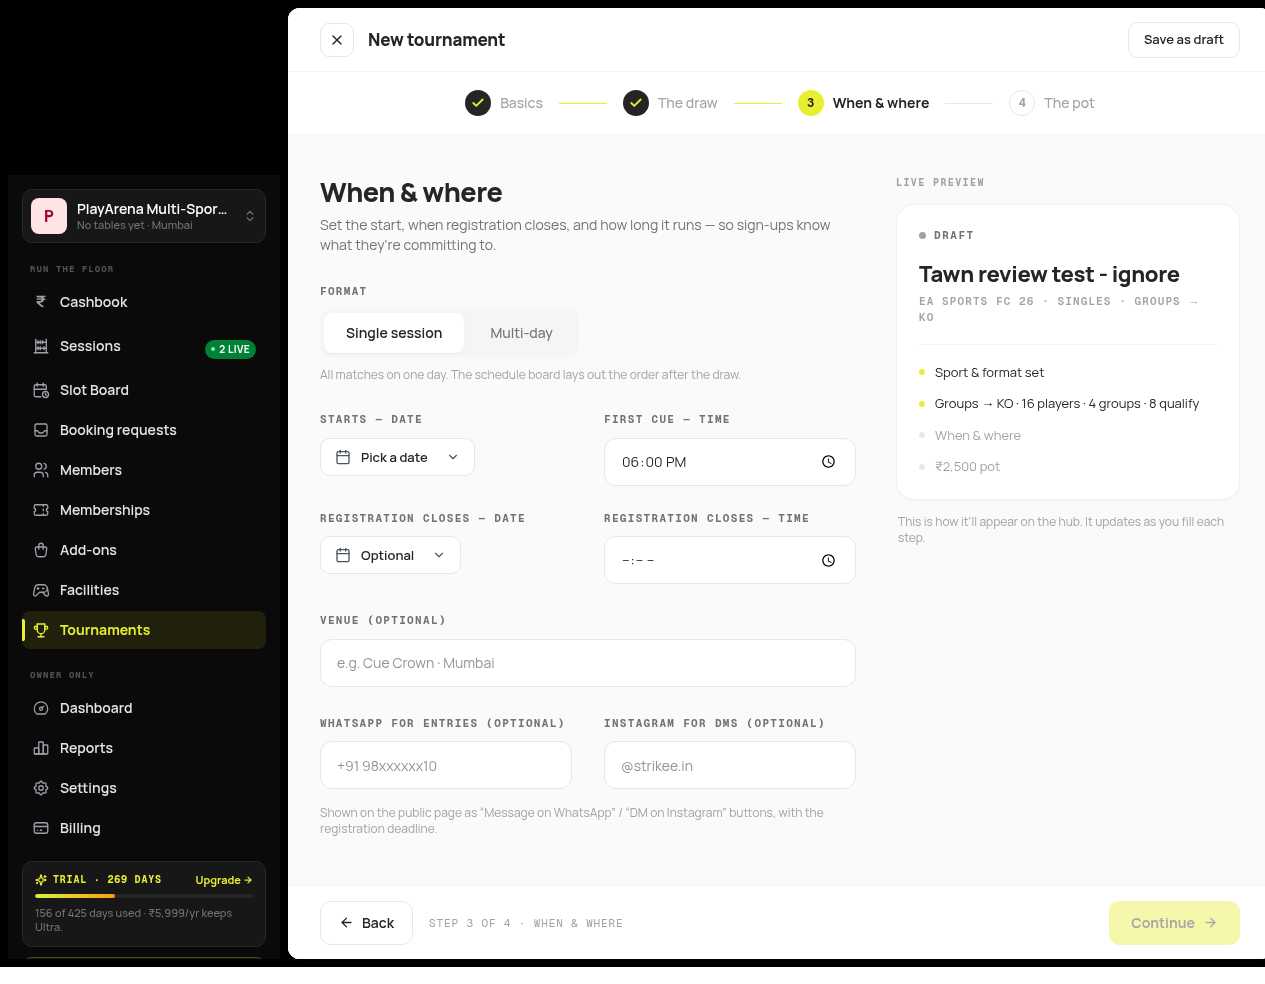 New tournament
Save as draft
Basics
The draw
3 When & where
4 The pot
P
PlayArena Multi-Spor...
No tables yet · Mumbai
RUN THE FLOOR
₹ Cashbook
Sessions
2 LIVE
Slot Board
Booking requests
Members
Memberships
Add-ons
Facilities
Tournaments
OWNER ONLY
Dashboard
Reports
Settings
Billing
TRIAL · 269 DAYS
Upgrade →
156 of 425 days used · ₹5,999/yr keeps
Ultra.
When & where
Set the start, when registration closes, and how long it runs — so sign-ups know
what they're committing to.
FORMAT
Single session
Multi-day
All matches on one day. The schedule board lays out the order after the draw.
STARTS — DATE
FIRST CUE — TIME
Pick a date
06:00 PM
REGISTRATION CLOSES — DATE
REGISTRATION CLOSES — TIME
Optional
--:-- --
VENUE (OPTIONAL)
e.g. Cue Crown · Mumbai
WHATSAPP FOR ENTRIES (OPTIONAL)
INSTAGRAM FOR DMS (OPTIONAL)
+91 98xxxxxx10
@strikee.in
Shown on the public page as "Message on WhatsApp" / "DM on Instagram" buttons, with the
registration deadline.
LIVE PREVIEW
DRAFT
Tawn review test - ignore
EA SPORTS FC 26 · SINGLES · GROUPS →
KO
Sport & format set
Groups → KO · 16 players · 4 groups · 8 qualify
When & where
₹2,500 pot
This is how it'll appear on the hub. It updates as you fill each
step.
← Back
STEP 3 OF 4 · WHEN & WHERE
Continue →